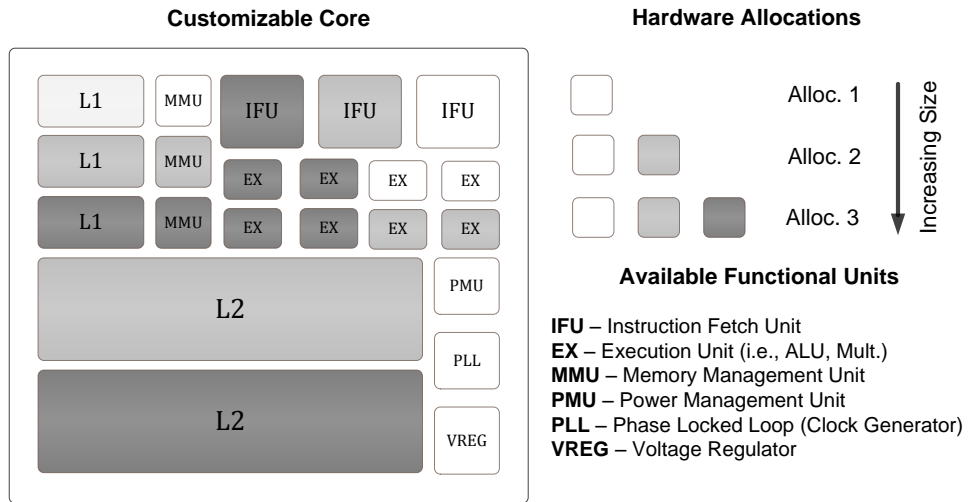 Customizable Core
L1 MMU IFU IFU IFU
L1 MMU
EX EX EX EX
L1 MMU EX EX EX EX
L2 PMU
PLL
L2 VREG
Hardware Allocations
Alloc. 1
Alloc. 2
Alloc. 3
Increasing Size
Available Functional Units
IFU – Instruction Fetch Unit
EX – Execution Unit (i.e., ALU, Mult.)
MMU – Memory Management Unit
PMU – Power Management Unit
PLL – Phase Locked Loop (Clock Generator)
VREG – Voltage Regulator